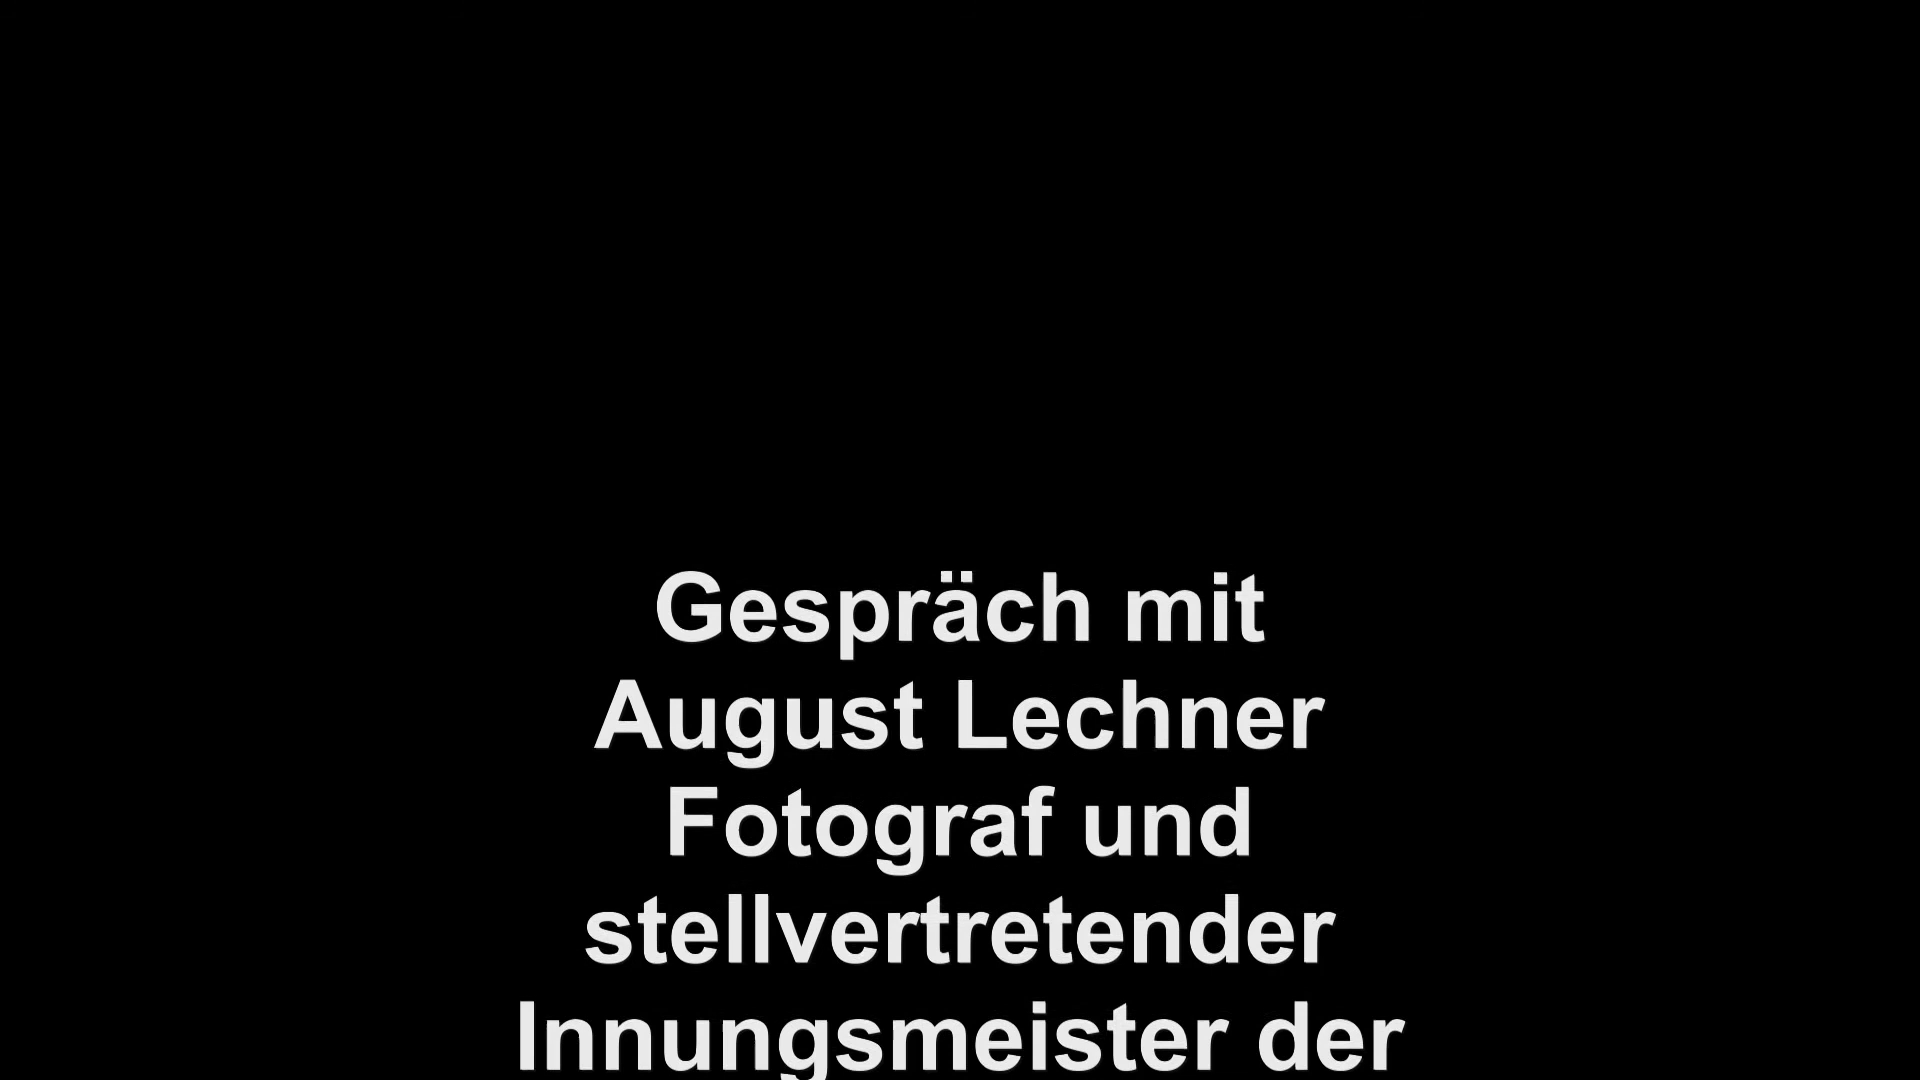 Gespräch mit
August Lechner
Fotograf und
stellvertretender
Innungsmeister der